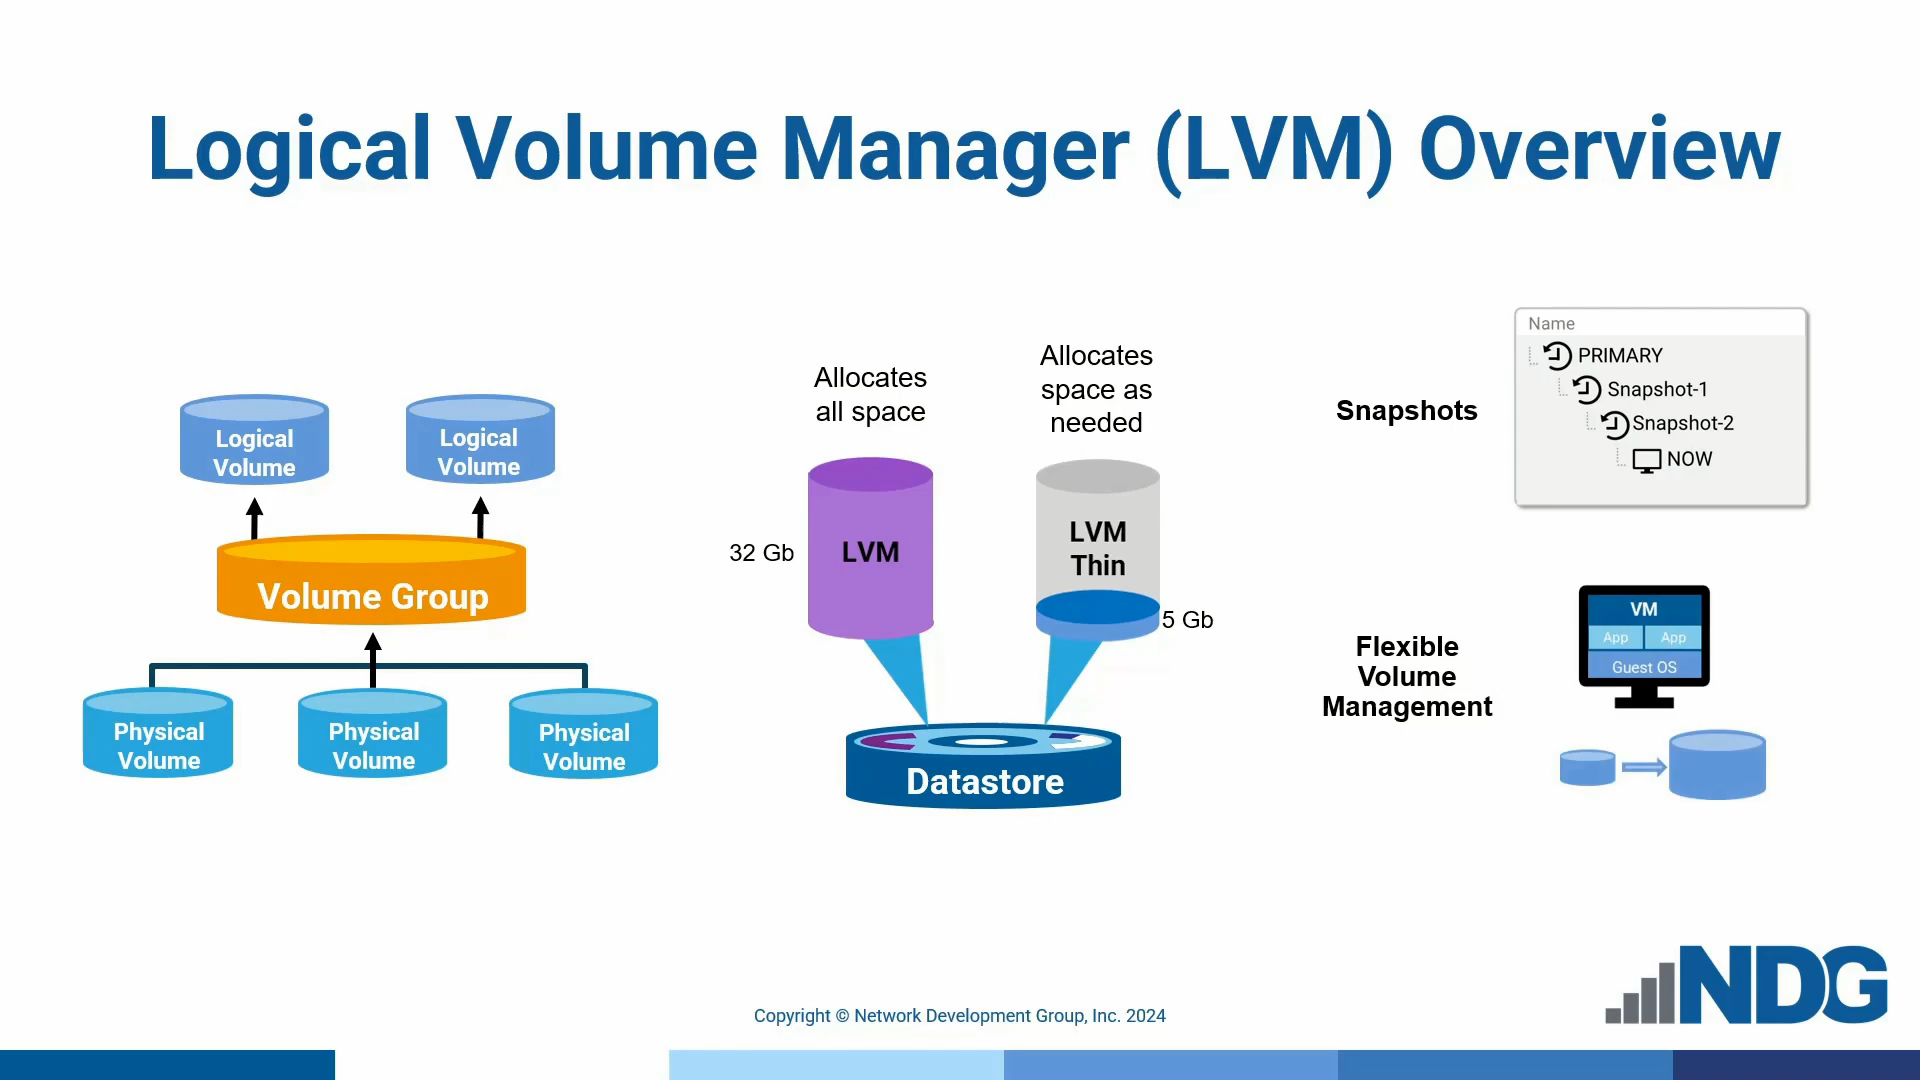 Logical Volume Manager (LVM) Overview
Logical
Volume
Logical
Volume
Volume Group
Physical
Volume
Physical
Volume
Physical
Volume
Allocates
all space
Allocates
space as
needed
32 Gb
LVM
LVM
Thin
5 Gb
Datastore
Snapshots
Name
PRIMARY
Snapshot-1
Snapshot-2
NOW
Flexible
Volume
Management
VM
App App
Guest OS
NDG
Copyright © Network Development Group, Inc. 2024